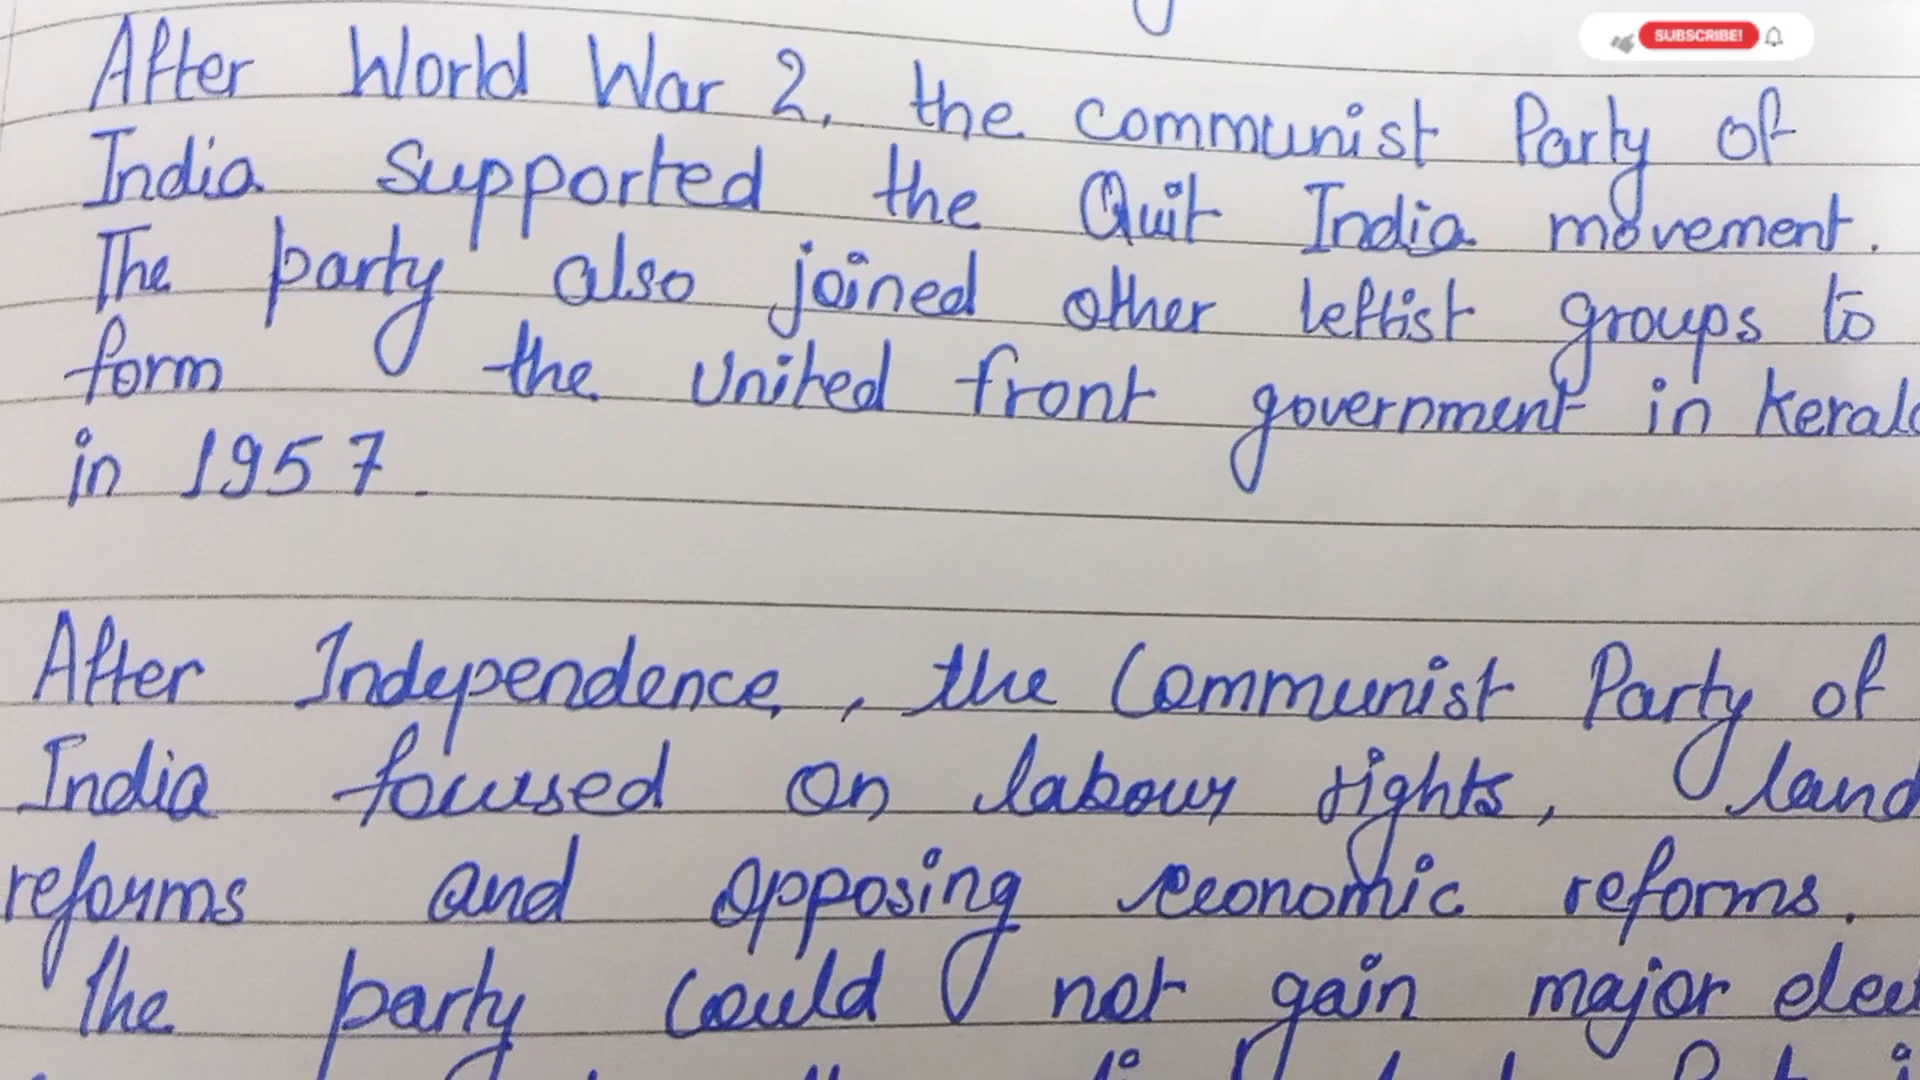 SUBSCRIBE!
After World War 2, the communist Party of
India supported the Quit India movement.
The party also joined other leftist groups to
form the United front government in Kerala
in 1957.
After Independence, the Communist Party of
India focused on labour rights, land
reforms and opposing economic reforms.
The party could not gain major